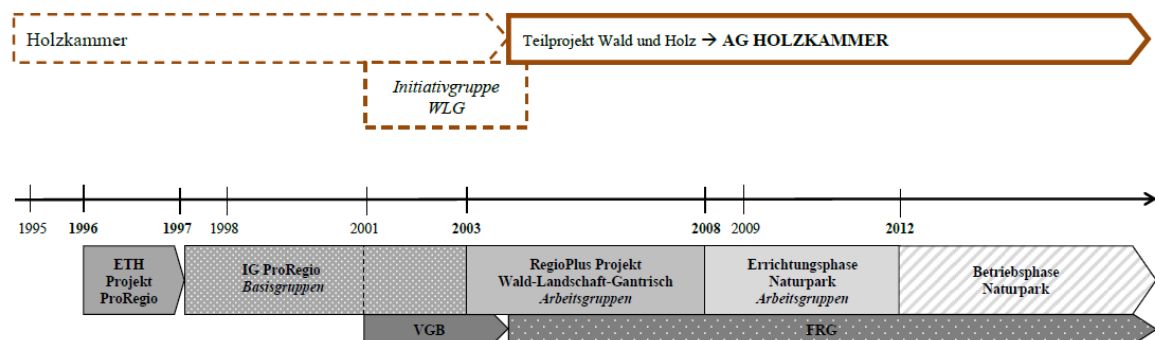 Holzkammer
Teilprojekt Wald und Holz → AG HOLZKAMMER
Initiativgruppe
WLG
1995
1996
1997
1998
2001
2003
2008
2009
2012
ETH
Projekt
ProRegio
IG ProRegio
Basisgruppen
RegioPlus Projekt
Wald-Landschaft-Gantrisch
Arbeitsgruppen
Errichtungsphase
Naturpark
Arbeitsgruppen
Betriebsphase
Naturpark
VGB
FRG